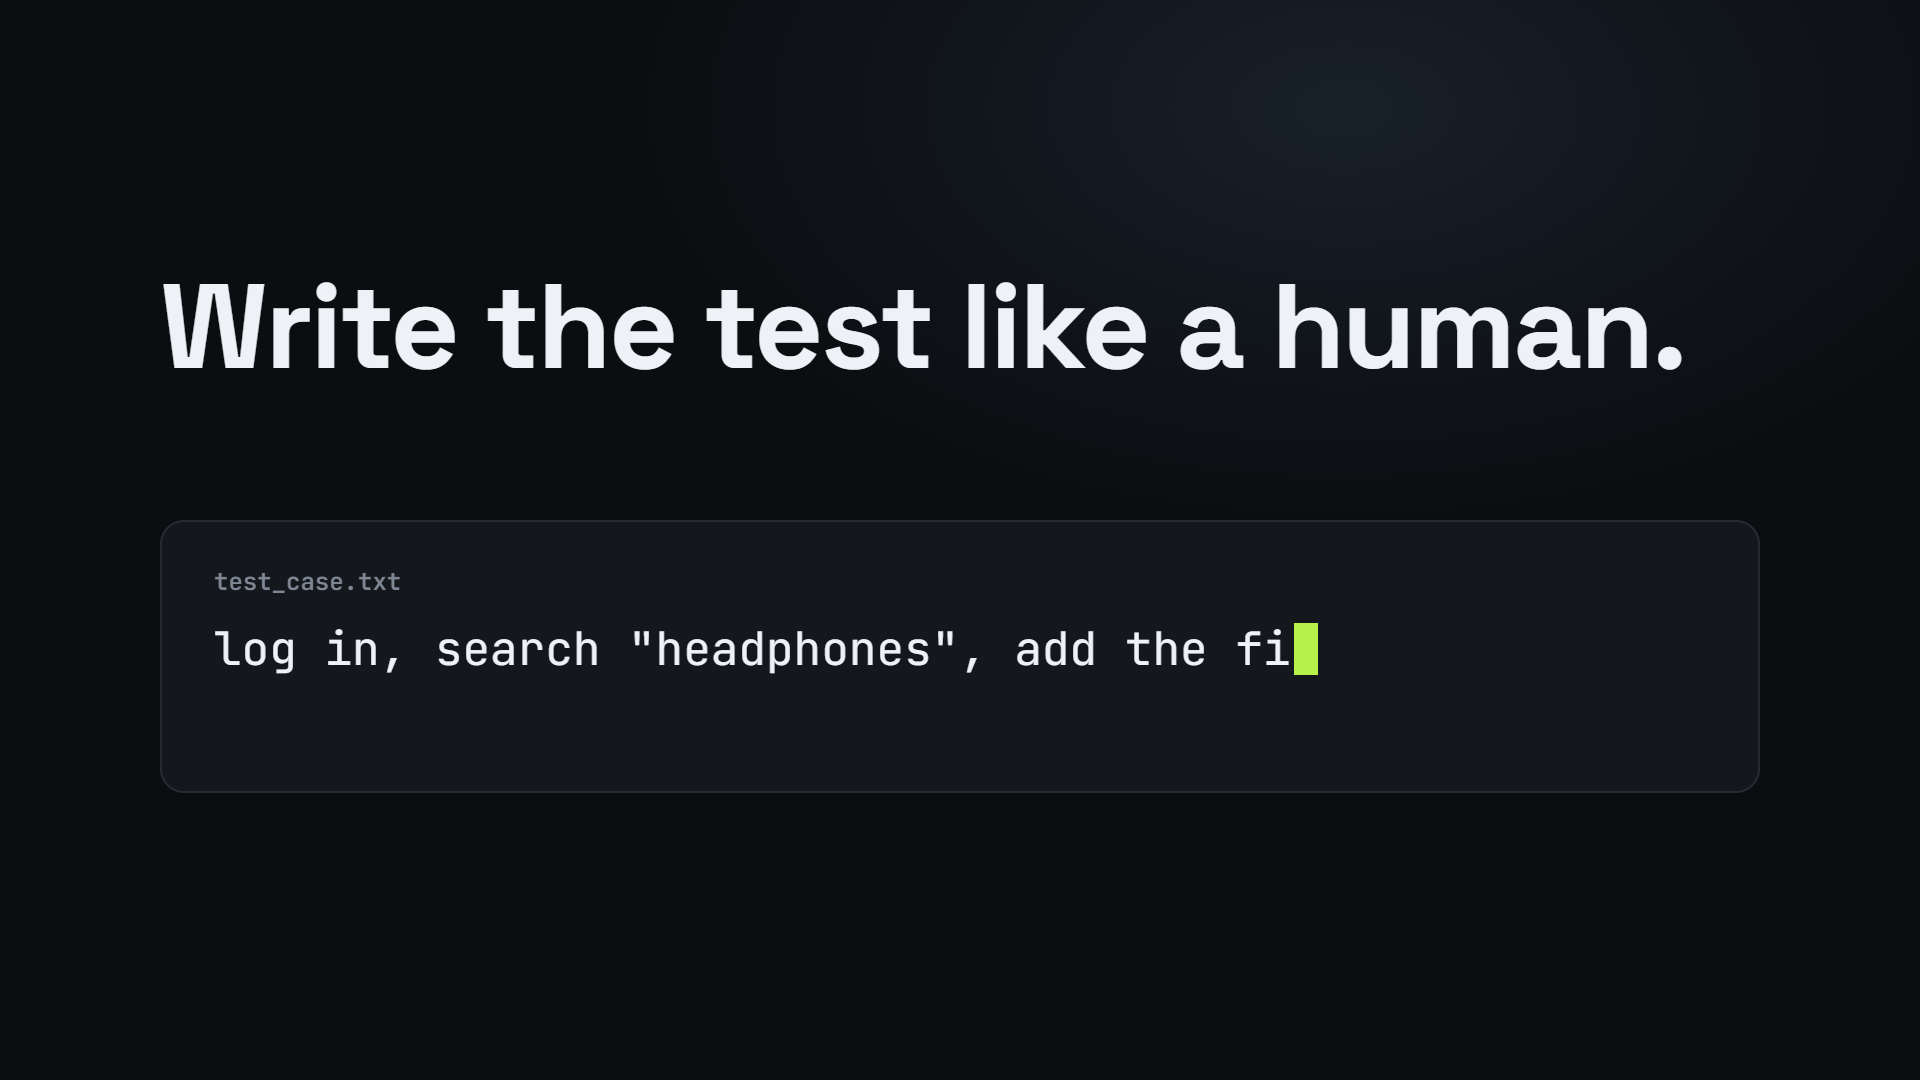 Write the test like a human.
test_case.txt
log in, search "headphones", add the fi